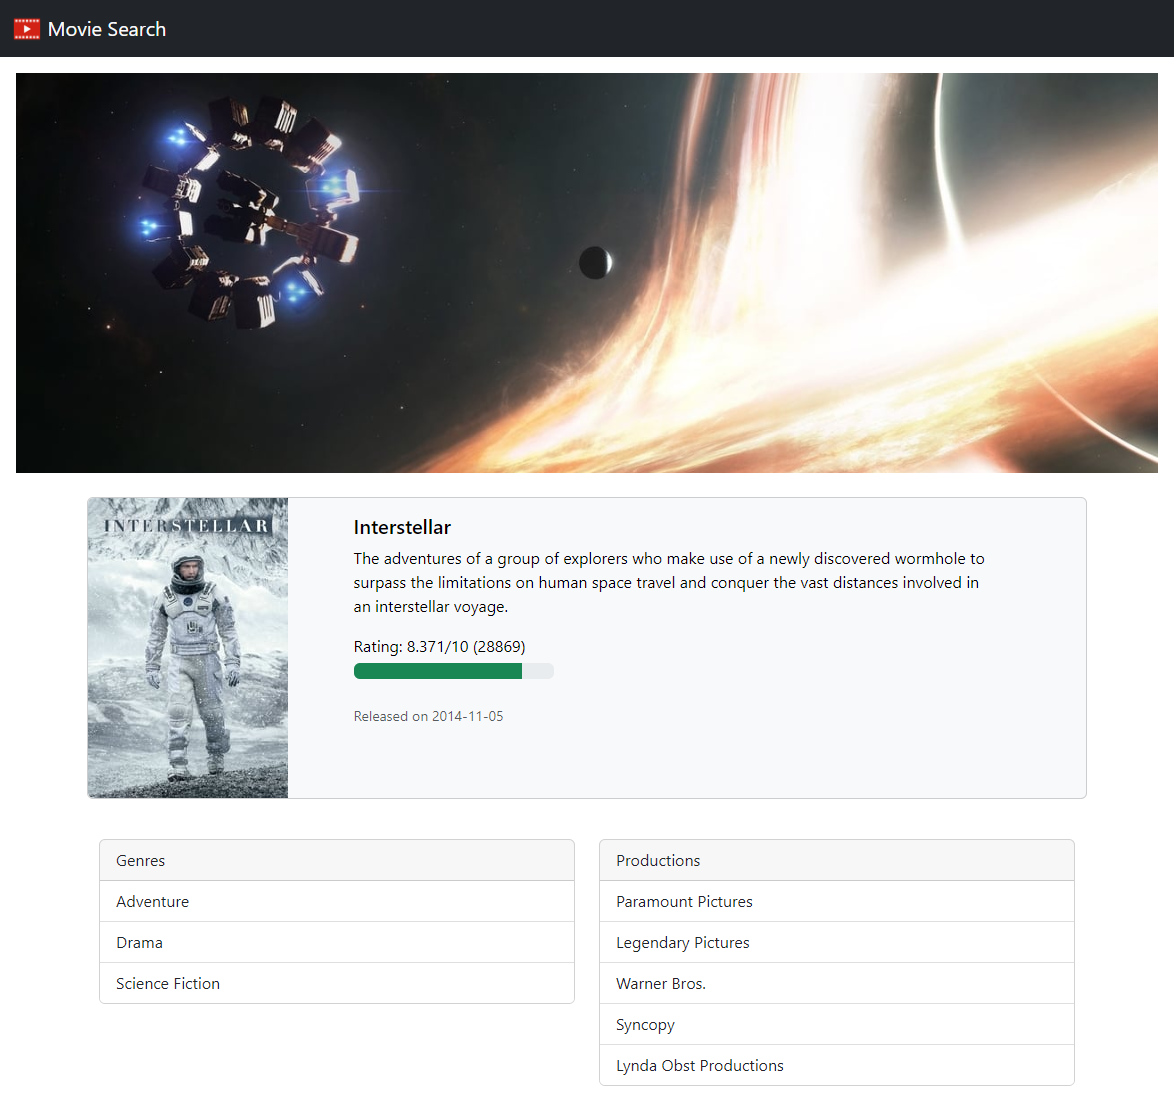 Movie Search
INTERSTELLAR
Interstellar
The adventures of a group of explorers who make use of a newly discovered wormhole to
surpass the limitations on human space travel and conquer the vast distances involved in
an interstellar voyage.
Rating: 8.371/10 (28869)
Released on 2014-11-05
Genres
Adventure
Drama
Science Fiction
Productions
Paramount Pictures
Legendary Pictures
Warner Bros.
Syncopy
Lynda Obst Productions